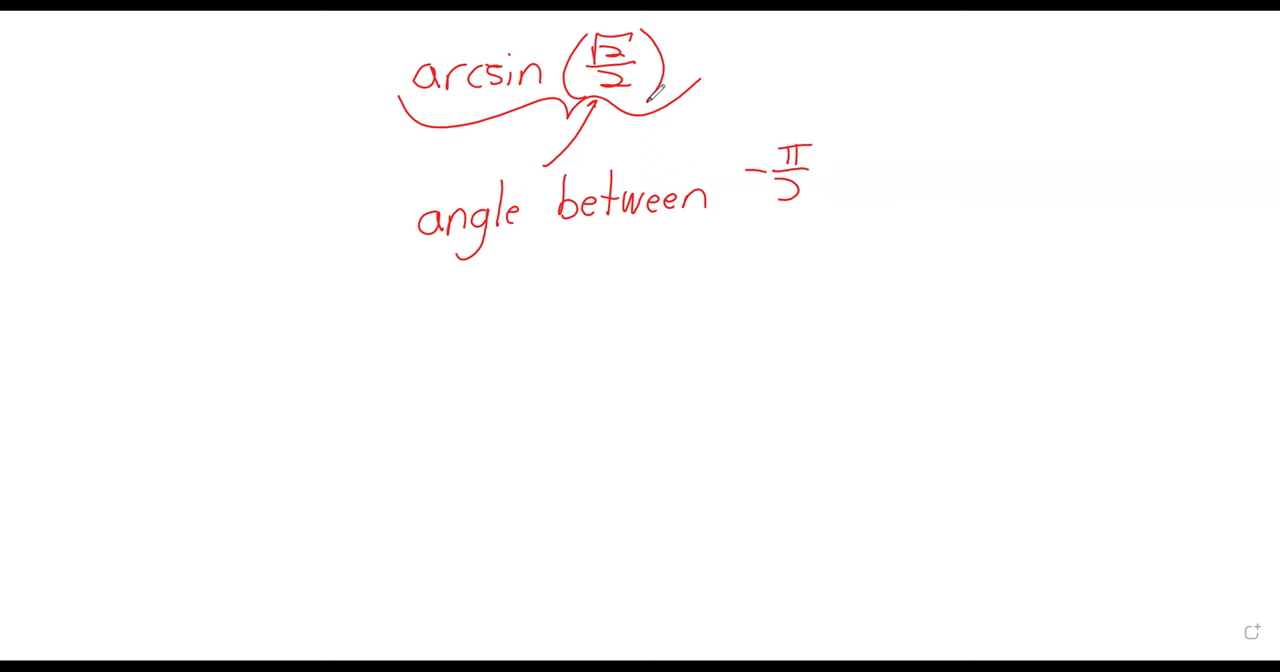 arcsin (√2/2)
angle between -π/2